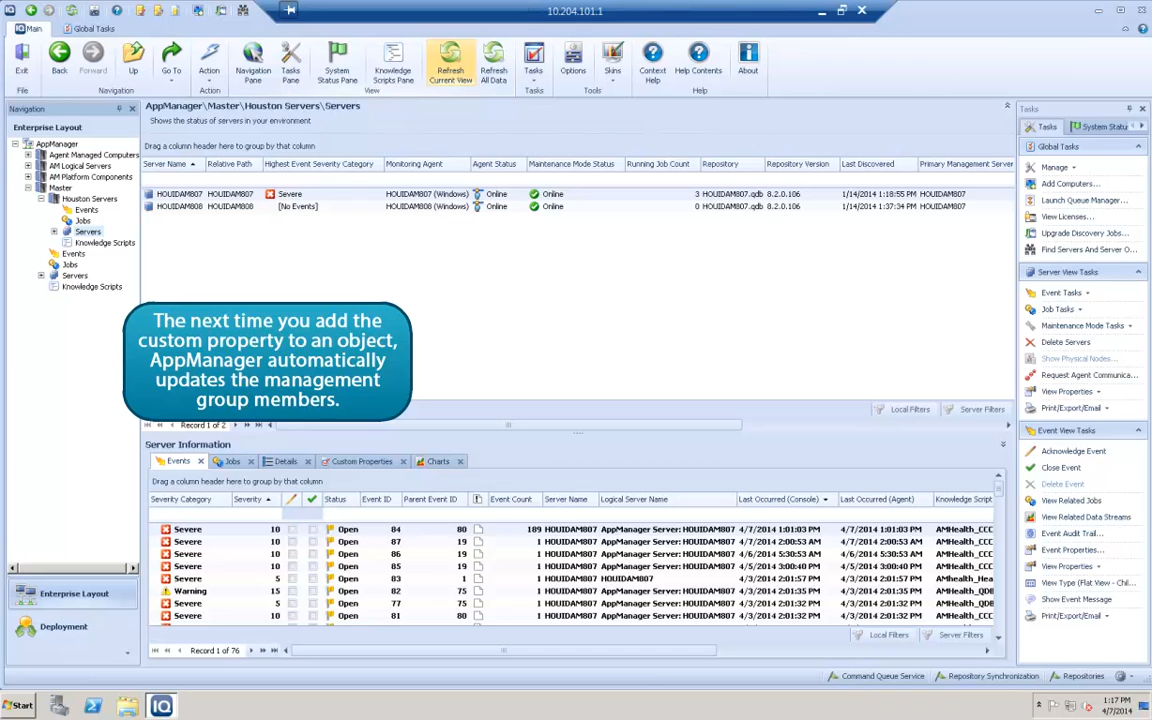 10.204.101.1
Main
Global Tasks
Exit
Back
Forward
Up
Go To
Action
Navigation Pane
Tasks Pane
System Status Pane
Knowledge Scripts Pane
Refresh Current View
Refresh All Data
Tasks
Options
Skins
Context Help
Help Contents
About
File
Navigation
Action
View
Tasks
Tools
Help
Navigation
Enterprise Layout
AppManager
Agent Managed Computers
AM Logical Servers
AM Platform Components
Master
Houston Servers
Events
Jobs
Servers
Knowledge Scripts
Events
Jobs
Servers
Knowledge Scripts
Enterprise Layout
Deployment
AppManager\Master\Houston Servers\Servers
Shows the status of servers in your environment
Drag a column header here to group by that column
Server Name Relative Path Highest Event Severity Category Monitoring Agent Agent Status Maintenance Mode Status Running Job Count Repository Repository Version Last Discovered Primary Management Server
HOUIDAM807 HOUIDAM807 Severe HOUIDAM807 (Windows) Online Online 3 HOUIDAM807.qdb 8.2.0.106 1/14/2014 1:18:55 PM HOUIDAM807
HOUIDAM808 HOUIDAM808 [No Events] HOUIDAM808 (Windows) Online Online 0 HOUIDAM807.qdb 8.2.0.106 1/14/2014 1:37:34 PM HOUIDAM807
The next time you add the
custom property to an object,
AppManager automatically
updates the management
group members.
Local Filters Server Filters
Record 1 of 2
Server Information
Events Jobs Details Custom Properties Charts
Drag a column header here to group by that column
Severity Category Severity Status Event ID Parent Event ID Event Count Server Name Logical Server Name Last Occurred (Console) Last Occurred (Agent) Knowledge Script
Severe 10 Open 84 80 189 HOUIDAM807 AppManager Server: HOUIDAM807 4/7/2014 1:01:03 PM 4/7/2014 1:01:03 PM AMHealth_CCC
Severe 10 Open 87 19 1 HOUIDAM807 AppManager Server: HOUIDAM807 4/7/2014 2:00:53 AM 4/7/2014 2:00:53 AM AMHealth_CCC
Severe 10 Open 86 19 1 HOUIDAM807 AppManager Server: HOUIDAM807 4/6/2014 5:30:53 AM 4/6/2014 5:30:53 AM AMHealth_CCC
Severe 10 Open 85 19 1 HOUIDAM807 AppManager Server: HOUIDAM807 4/6/2014 3:00:40 PM 4/6/2014 3:00:40 PM AMHealth_CCC
Severe 5 Open 83 1 1 HOUIDAM807 HOUIDAM807 4/3/2014 2:01:57 PM 4/3/2014 2:01:57 PM AMHealth_Hea
Warning 15 Open 82 75 1 HOUIDAM807 AppManager Server: HOUIDAM807 4/3/2014 2:01:35 PM 4/3/2014 2:01:35 PM AMHealth_QDB
Severe 5 Open 77 75 1 HOUIDAM807 AppManager Server: HOUIDAM807 4/3/2014 2:01:32 PM 4/3/2014 2:01:32 PM AMHealth_CCC
Severe 10 Open 81 80 1 HOUIDAM807 AppManager Server: HOUIDAM807 4/3/2014 2:01:32 PM 4/3/2014 2:01:32 PM AMHealth_CCC
Local Filters Server Filters
Record 1 of 76
Tasks
Tasks System Statu
Global Tasks
Manage
Add Computers...
Launch Queue Manager...
View Licenses...
Upgrade Discovery Jobs...
Find Servers And Server O...
Server View Tasks
Event Tasks
Job Tasks
Maintenance Mode Tasks
Delete Servers
Show Physical Nodes...
Request Agent Communica...
View Properties
Print/Export/Email
Event View Tasks
Acknowledge Event
Close Event
Delete Event
View Related Jobs
View Related Data Streams
Event Audit Trail...
Event Properties...
View Properties
View Type (Flat View - Chil...
Show Event Message
Print/Export/Email
Command Queue Service Repository Synchronization Repositories
Start
1:17 PM
4/7/2014